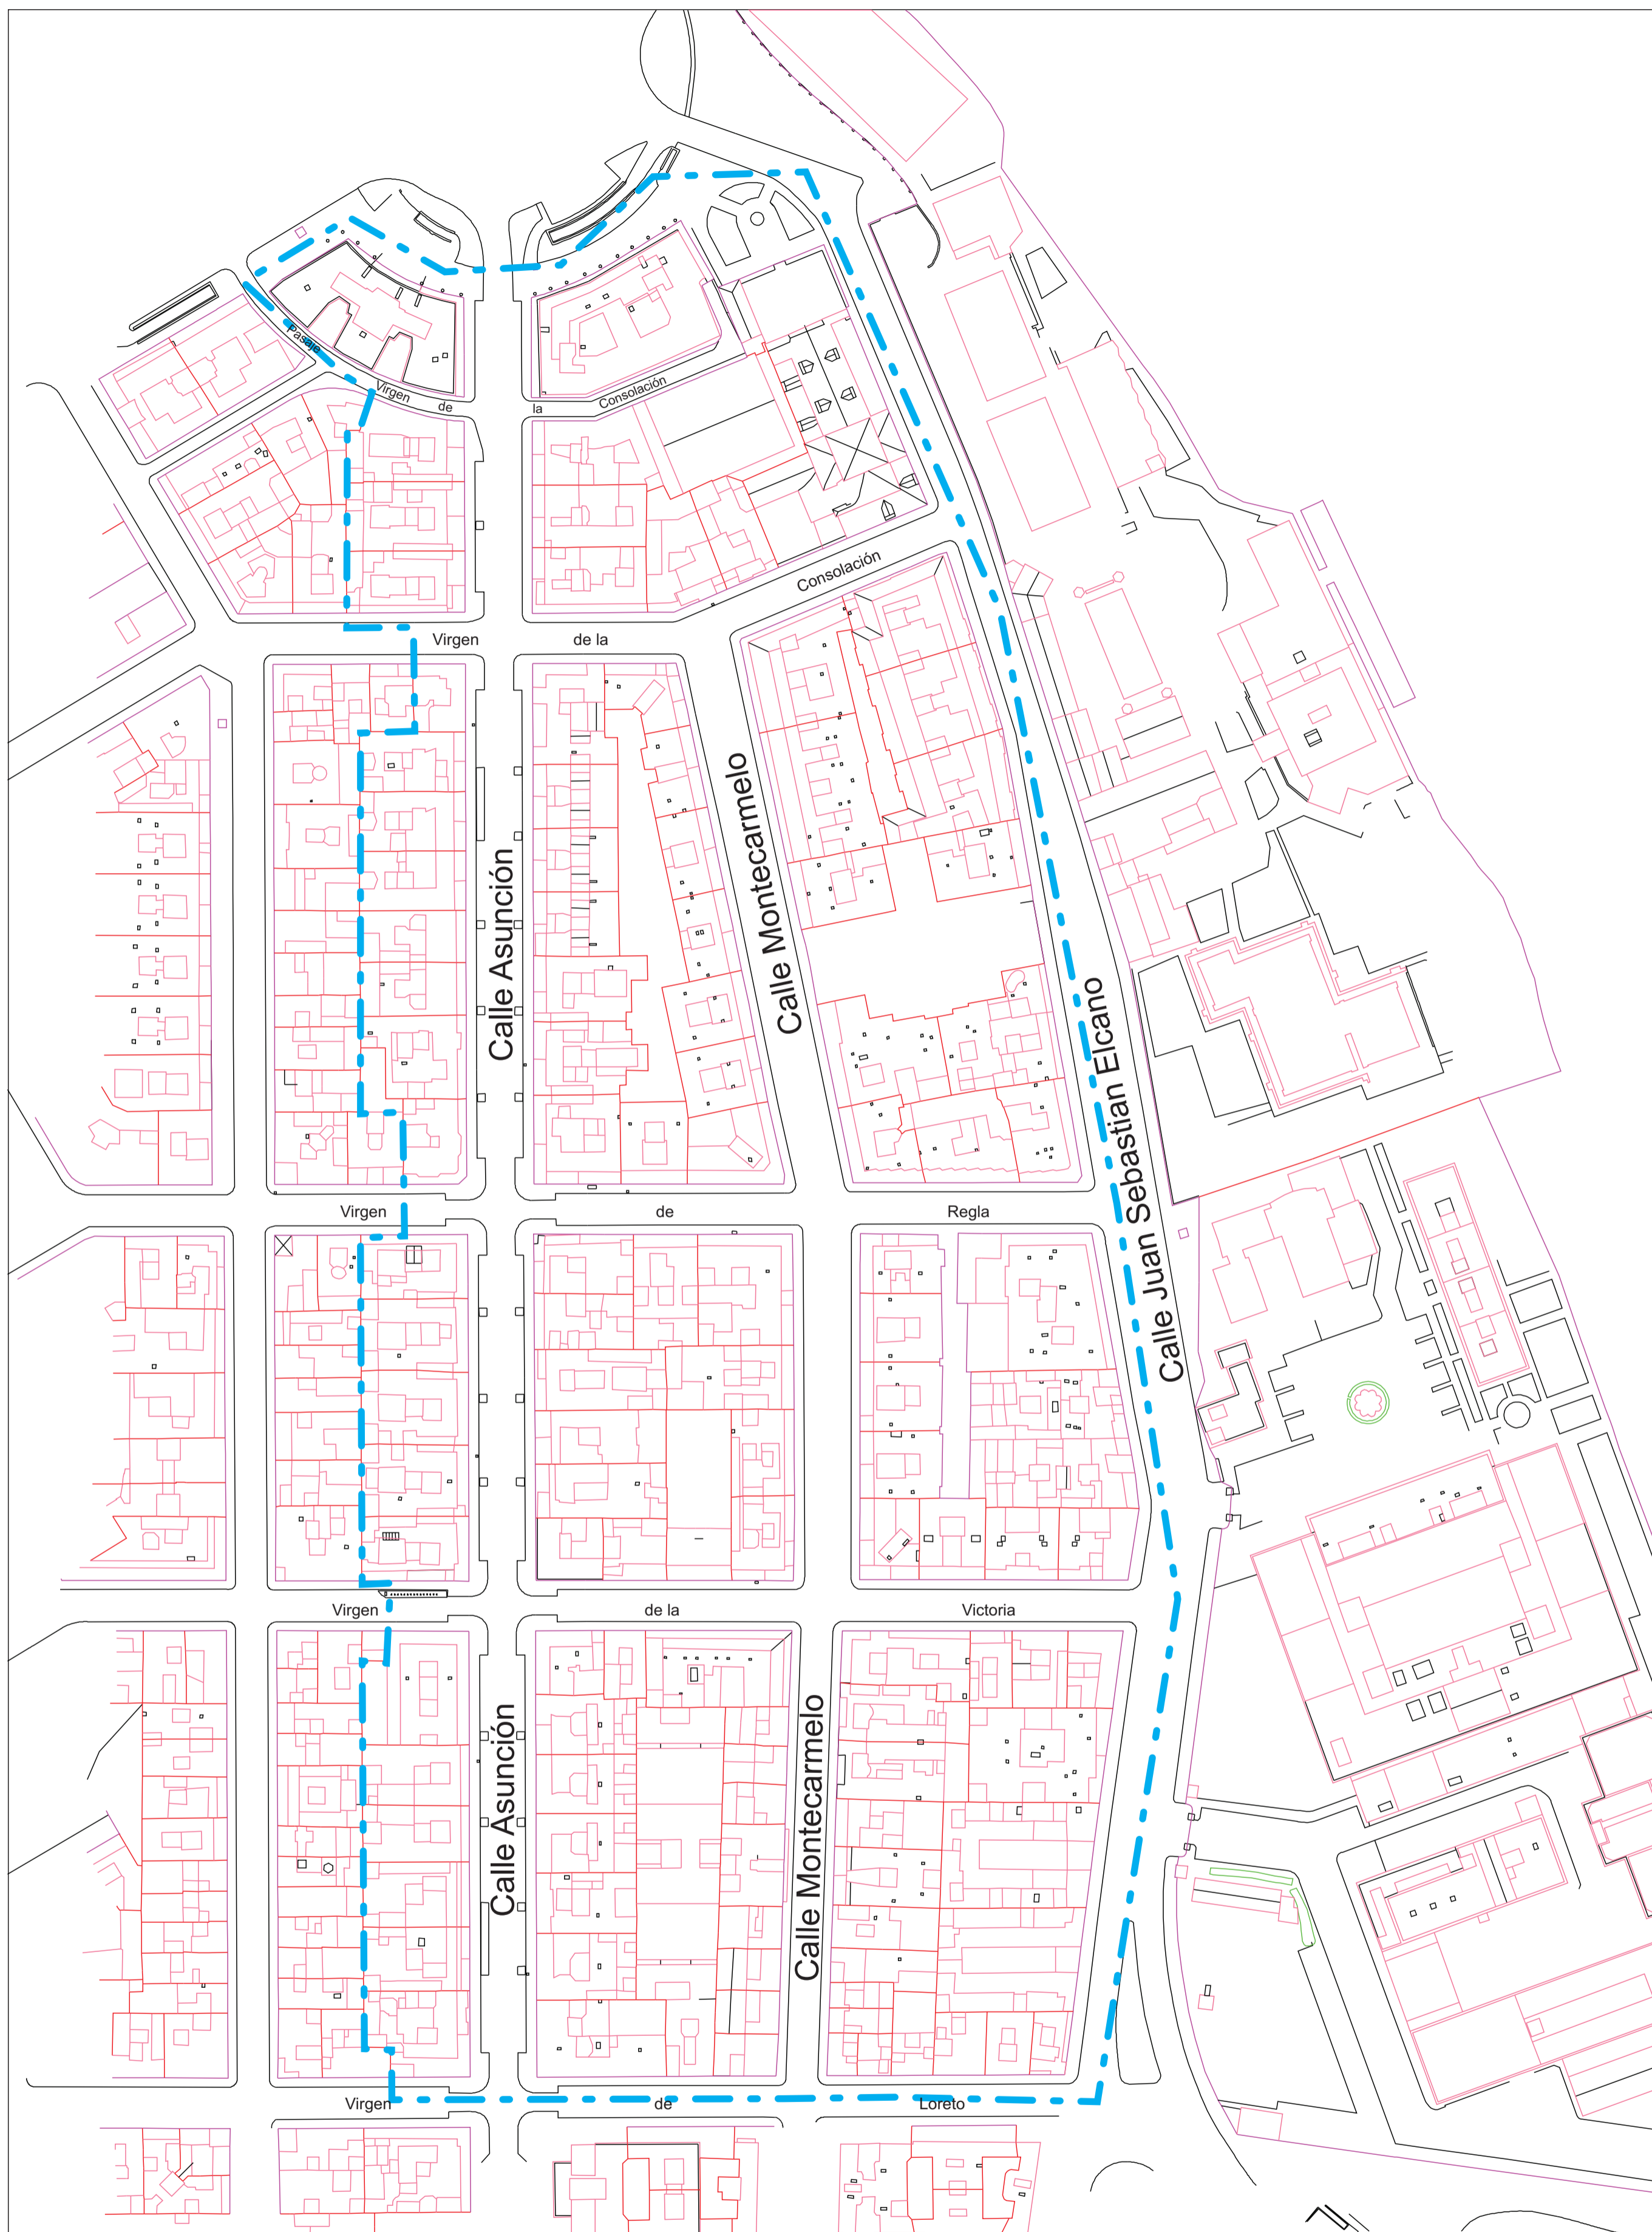 Pasaje
Virgen
de
la
Consolación
Consolación
Virgen
de la
Calle Asunción
Calle Montecarmelo
Calle Juan Sebastian Elcano
Virgen
de
Regla
Virgen
de la
Victoria
Calle Asunción
Calle Montecarmelo
Virgen
de
Loreto